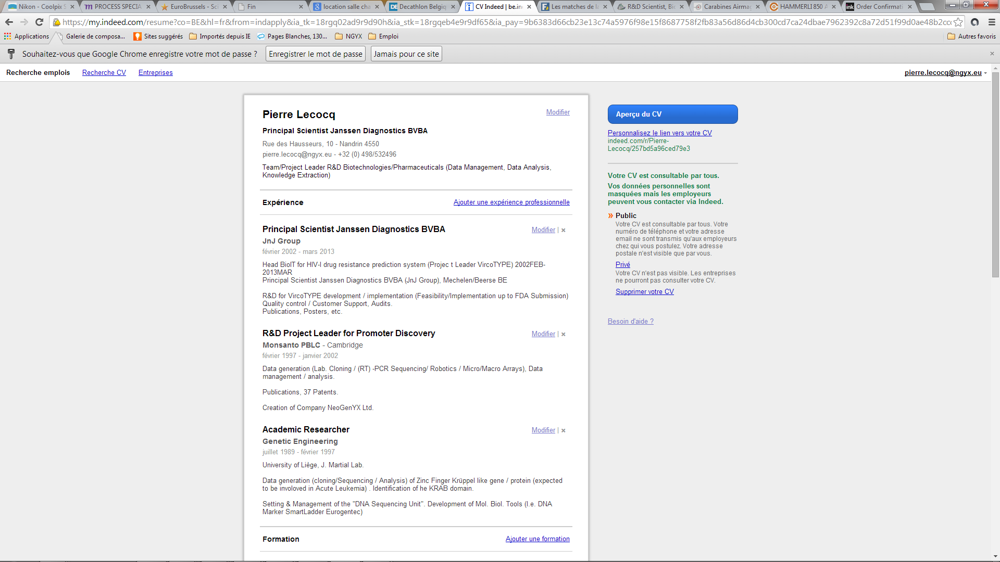 Nikon - Coolpix S
PROCESS SPECIA
EuroBrussels - Sci
Fin
location salle cha
Decathlon Belgiq
CV Indeed | be.in
Les matches de la
R&D Scientist, Bio
Carabines Airmag
HAMMERLI 850 A
Order Confirmati
https://my.indeed.com/resume?co=BE&hl=fr&from=indapply&ia_tk=18rgq02ad9r9d90h&ia_stk=18rgqeb4e9r9df65&ia_pay=9b6383d66cb23e13c74a5976f98e15f8687758f2fb83a56d86d4cb300cd7ca24dbae7962392c8a72d51f99d0ae48b2cc
Applications Galerie de composa... Sites suggérés Importés depuis IE Pages Blanches, 130... NGYX Emploi Autres favoris
Souhaitez-vous que Google Chrome enregistre votre mot de passe ? Enregistrer le mot de passe Jamais pour ce site
Recherche emplois Recherche CV Entreprises pierre.lecocq@ngyx.eu
Pierre Lecocq Modifier
Principal Scientist Janssen Diagnostics BVBA
Rue des Hausseurs, 10 - Nandrin 4550
pierre.lecocq@ngyx.eu - +32 (0) 498/532496
Team/Project Leader R&D Biotechnologies/Pharmaceuticals (Data Management, Data Analysis,
Knowledge Extraction)
Expérience Ajouter une expérience professionnelle
Principal Scientist Janssen Diagnostics BVBA Modifier |
JnJ Group
février 2002 - mars 2013
Head BioIT for HIV-I drug resistance prediction system (Projec t Leader VircoTYPE) 2002FEB-
2013MAR
Principal Scientist Janssen Diagnostics BVBA (JnJ Group), Mechelen/Beerse BE
R&D for VircoTYPE development / implementation (Feasibility/Implementation up to FDA Submission)
Quality control / Customer Support, Audits.
Publications, Posters, etc.
R&D Project Leader for Promoter Discovery Modifier |
Monsanto PBLC - Cambridge
février 1997 - janvier 2002
Data generation (Lab. Cloning / (RT) -PCR Sequencing/ Robotics / Micro/Macro Arrays), Data
management / analysis.
Publications, 37 Patents.
Creation of Company NeoGenYX Ltd.
Academic Researcher Modifier |
Genetic Engineering
juillet 1989 - février 1997
University of Liège, J. Martial Lab.
Data generation (cloning/Sequencing / Analysis) of Zinc Finger Krüppel like gene / protein (expected
to be involoved in Acute Leukemia) . Identification of he KRAB domain.
Setting & Management of the "DNA Sequencing Unit". Development of Mol. Biol. Tools (I.e. DNA
Marker SmartLadder Eurogentec)
Formation Ajouter une formation
Aperçu du CV
Personnalisez le lien vers votre CV
indeed.com/r/Pierre-
Lecocq/257bd5a96ced79e3
Votre CV est consultable par tous.
Vos données personnelles sont
masquées mais les employeurs
peuvent vous contacter via Indeed.
» Public
Votre CV est consultable par tous. Votre
numéro de téléphone et votre adresse
email ne sont transmis qu'aux employeurs
chez qui vous postulez. Votre adresse
postale n'est visible que par vous.
Privé
Votre CV n'est pas visible. Les entreprises
ne pourront pas consulter votre CV.
Supprimer votre CV
Besoin d'aide ?